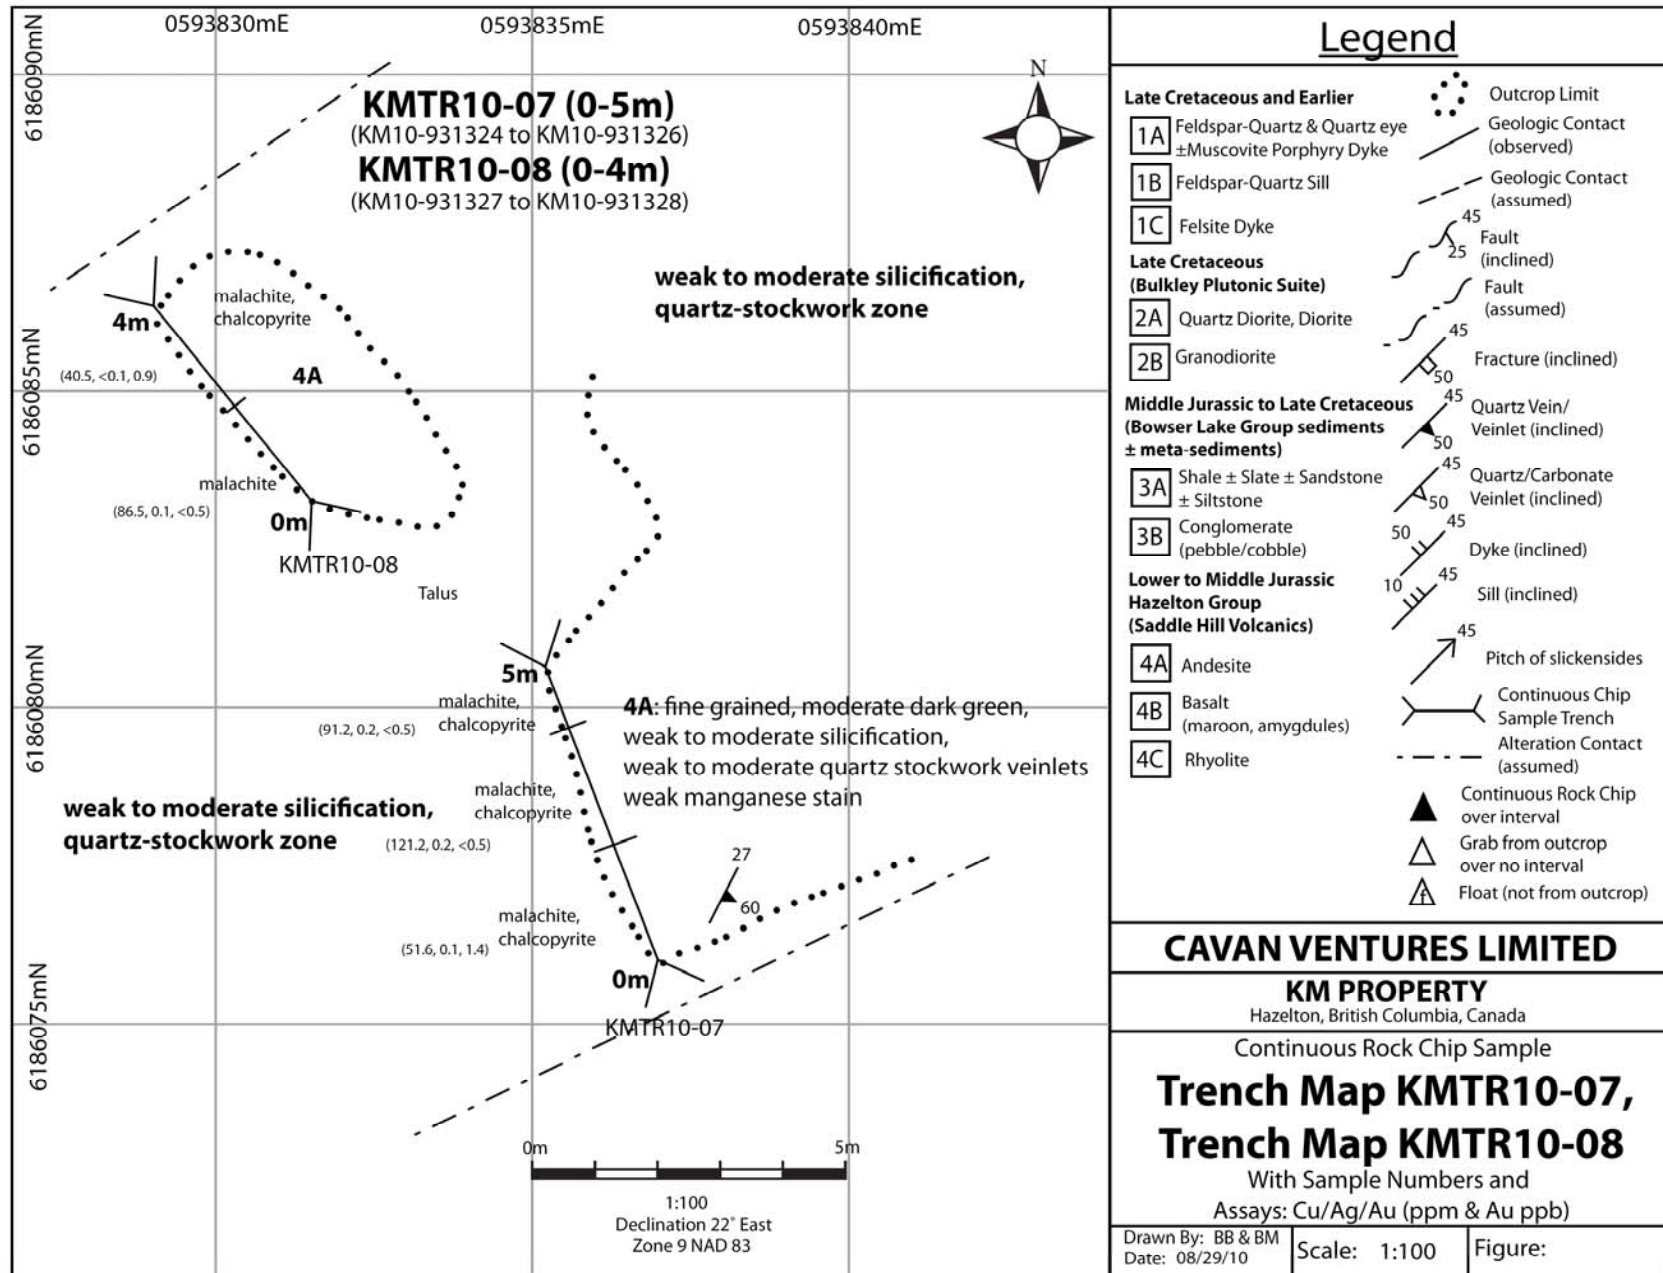 0593830mE
0593835mE
0593840mE
6186090mN
6186085mN
6186080mN
6186075mN
KMTR10-07 (0-5m)
(KM10-931324 to KM10-931326)
KMTR10-08 (0-4m)
(KM10-931327 to KM10-931328)
N
weak to moderate silicification,
quartz-stockwork zone
malachite,
chalcopyrite
4m
(40.5, <0.1, 0.9)
4A
malachite
(86.5, 0.1, <0.5)
0m
KMTR10-08
Talus
5m
malachite,
chalcopyrite
(91.2, 0.2, <0.5)
4A: fine grained, moderate dark green,
weak to moderate silicification,
weak to moderate quartz stockwork veinlets
weak manganese stain
malachite,
chalcopyrite
(121.2, 0.2, <0.5)
weak to moderate silicification,
quartz-stockwork zone
27
60
malachite,
chalcopyrite
(51.6, 0.1, 1.4)
0m
KMTR10-07
0m
5m
1:100
Declination 22° East
Zone 9 NAD 83
Legend
Late Cretaceous and Earlier
1A Feldspar-Quartz & Quartz eye
±Muscovite Porphyry Dyke
1B Feldspar-Quartz Sill
1C Felsite Dyke
Late Cretaceous
(Bulkley Plutonic Suite)
2A Quartz Diorite, Diorite
2B Granodiorite
Middle Jurassic to Late Cretaceous
(Bowser Lake Group sediments
± meta-sediments)
3A Shale ± Slate ± Sandstone
± Siltstone
3B Conglomerate
(pebble/cobble)
Lower to Middle Jurassic
Hazelton Group
(Saddle Hill Volcanics)
4A Andesite
4B Basalt
(maroon, amygdules)
4C Rhyolite
Outcrop Limit
Geologic Contact
(observed)
Geologic Contact
(assumed)
45
25
Fault
(inclined)
Fault
(assumed)
45
50
Fracture (inclined)
45
50
Quartz Vein/
Veinlet (inclined)
45
50
Quartz/Carbonate
Veinlet (inclined)
50
45
Dyke (inclined)
10
45
Sill (inclined)
45
Pitch of slickensides
Continuous Chip
Sample Trench
Alteration Contact
(assumed)
Continuous Rock Chip
over interval
Grab from outcrop
over no interval
f
Float (not from outcrop)
CAVAN VENTURES LIMITED
KM PROPERTY
Hazelton, British Columbia, Canada
Continuous Rock Chip Sample
Trench Map KMTR10-07,
Trench Map KMTR10-08
With Sample Numbers and
Assays: Cu/Ag/Au (ppm & Au ppb)
Drawn By: BB & BM
Date: 08/29/10
Scale: 1:100
Figure: